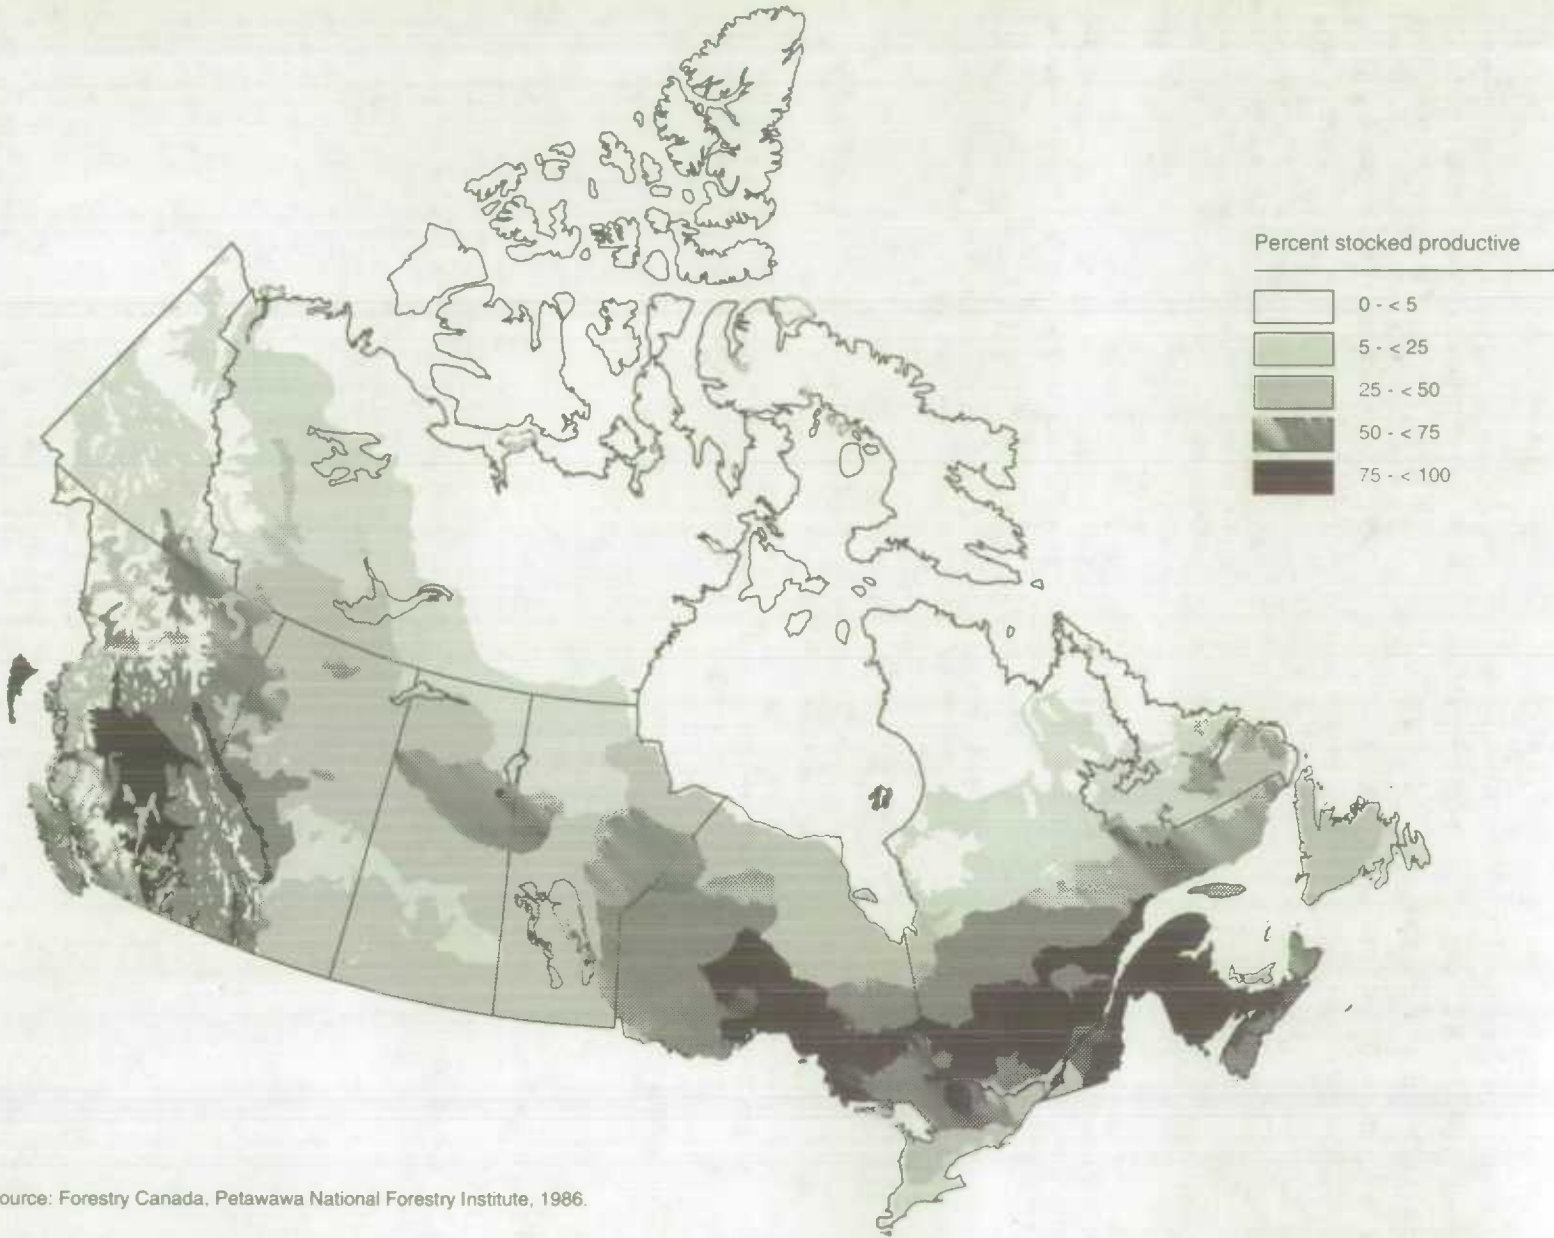 Percent stocked productive
0 - < 5
5 - < 25
25 - < 50
50 - < 75
75 - < 100
ource: Forestry Canada, Petawawa National Forestry Institute, 1986.